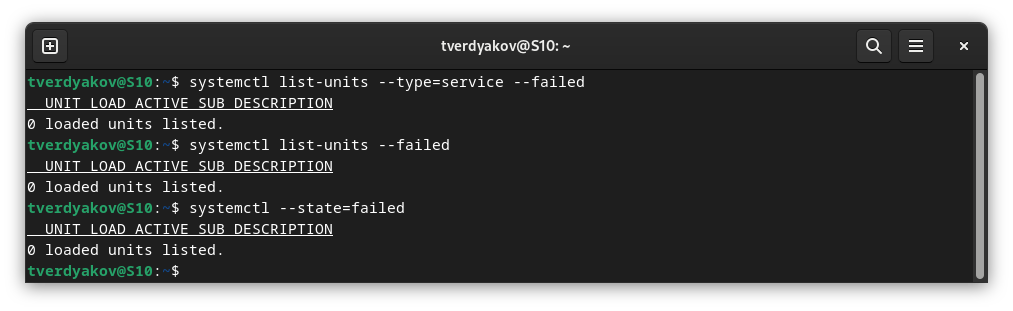 tverdyakov@S10: ~
tverdyakov@S10:~$ systemctl list-units --type=service --failed
  UNIT LOAD ACTIVE SUB DESCRIPTION
0 loaded units listed.
tverdyakov@S10:~$ systemctl list-units --failed
  UNIT LOAD ACTIVE SUB DESCRIPTION
0 loaded units listed.
tverdyakov@S10:~$ systemctl --state=failed
  UNIT LOAD ACTIVE SUB DESCRIPTION
0 loaded units listed.
tverdyakov@S10:~$